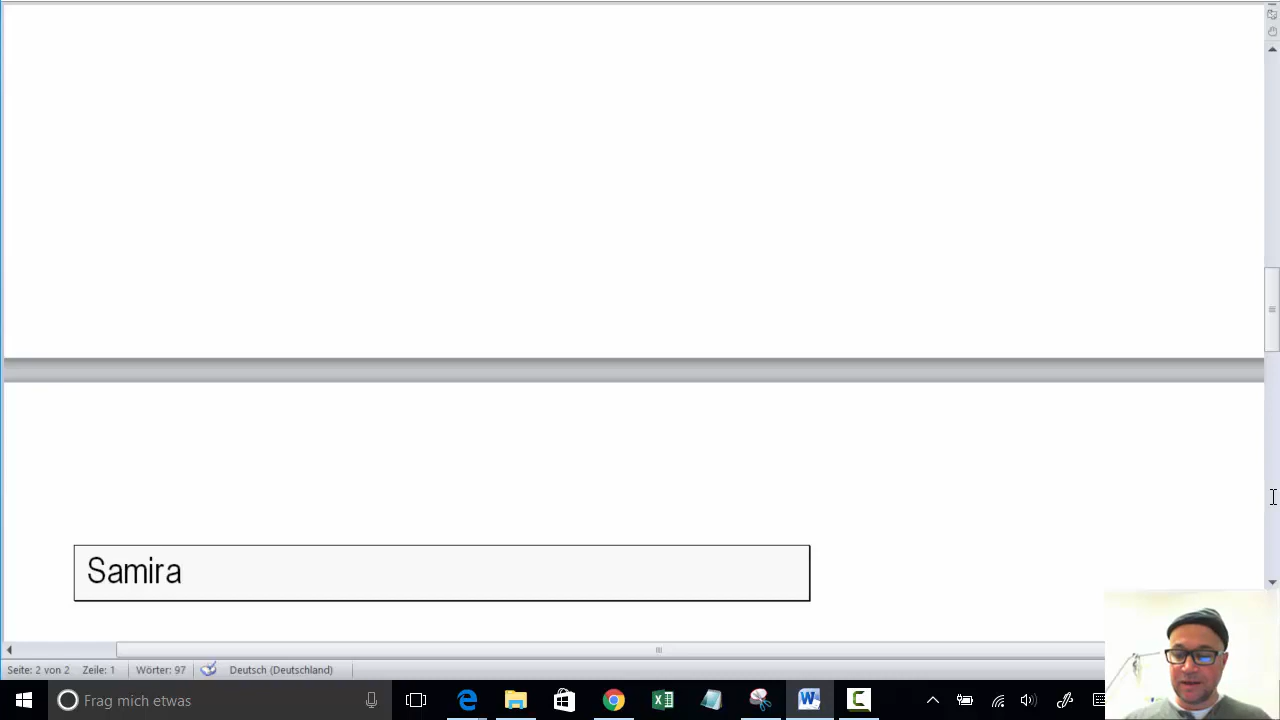 Samira
Seite: 2 von 2 Zeile: 1 Wörter: 97 Deutsch (Deutschland)
Frag mich etwas